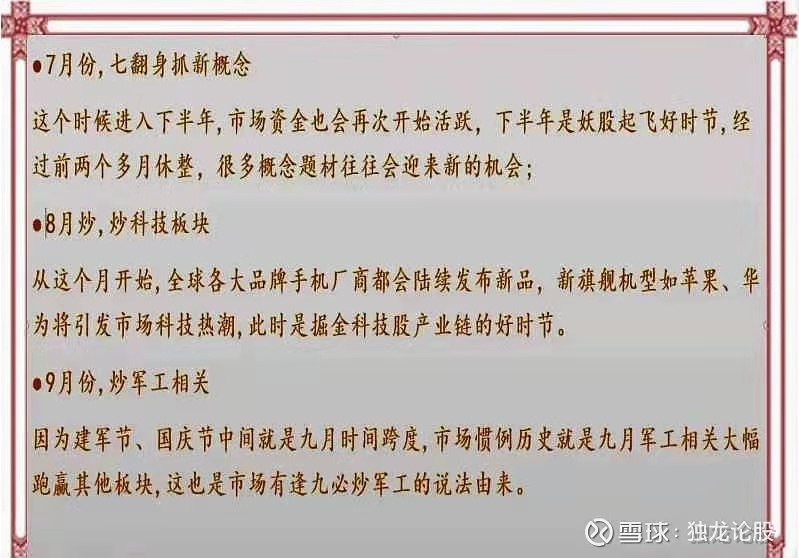 ●7月份,七翻身抓新概念
这个时候进入下半年,市场资金也会再次开始活跃，下半年是妖股起飞好时节,经
过前两个多月休整，很多概念题材往往会迎来新的机会;
●8月炒,炒科技板块
从这个月开始,全球各大品牌手机厂商都会陆续发布新品，新旗舰机型如苹果、华
为将引发市场科技热潮,此时是掘金科技股产业链的好时节。
●9月份,炒军工相关
因为建军节、国庆节中间就是九月时间跨度,市场惯例历史就是九月军工相关大幅
跑赢其他板块,这也是市场有逢九必炒军工的说法由来。
雪球：独龙论股